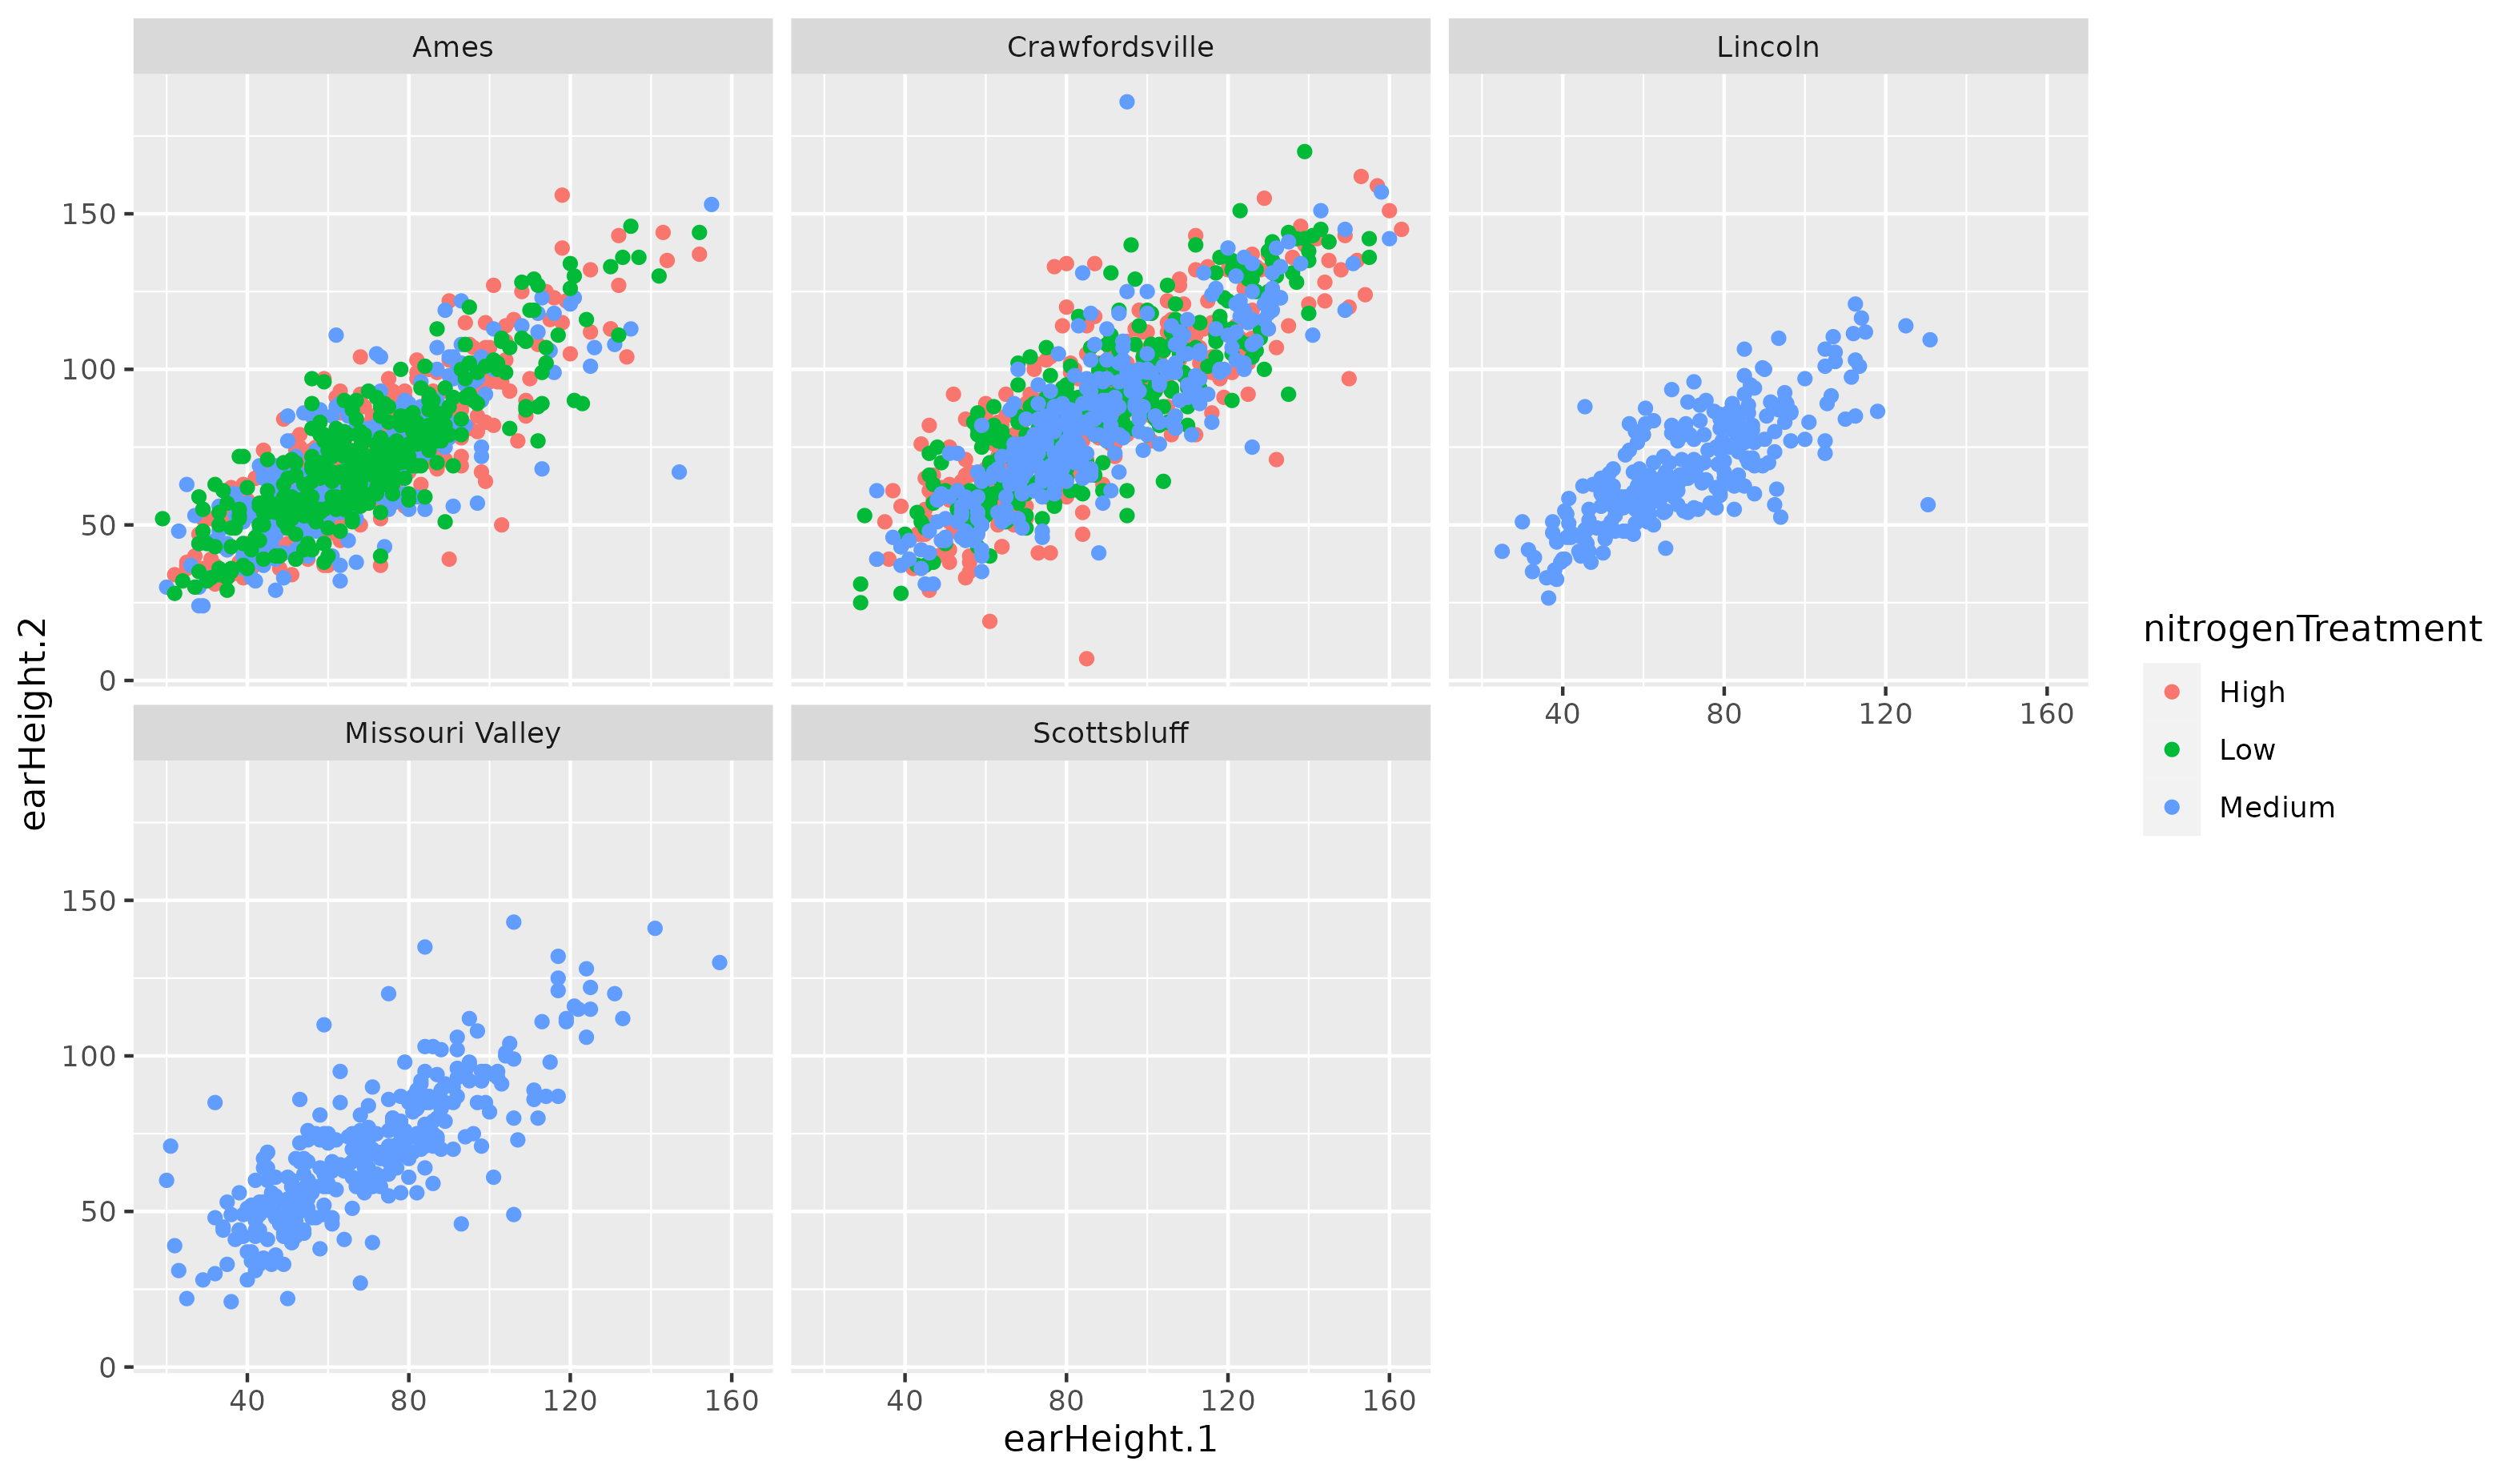 Ames
Crawfordsville
Lincoln
150
100
50
0
40 80 120 160
Missouri Valley
Scottsbluff
150
100
50
0
40 80 120 160
40 80 120 160
earHeight.1
earHeight.2
nitrogenTreatment
High
Low
Medium